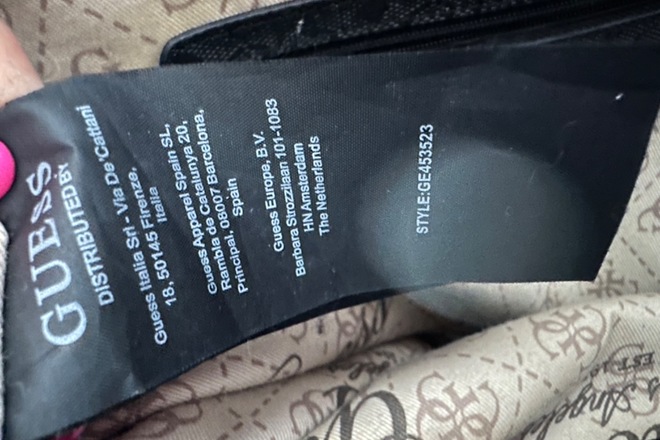 GUESS
DISTRIBUTED BY
Guess Italia Srl - Via De 'Cattani
18, 50145 Firenze,
Italia
Guess Apparel Spain SL,
Rambla de Catalunya 20,
Principal, 08007 Barcelona,
Spain
Guess Europe, B.V.
Barbara Strozzilaan 101-1083
HN Amsterdam
The Netherlands
STYLE:GE453523